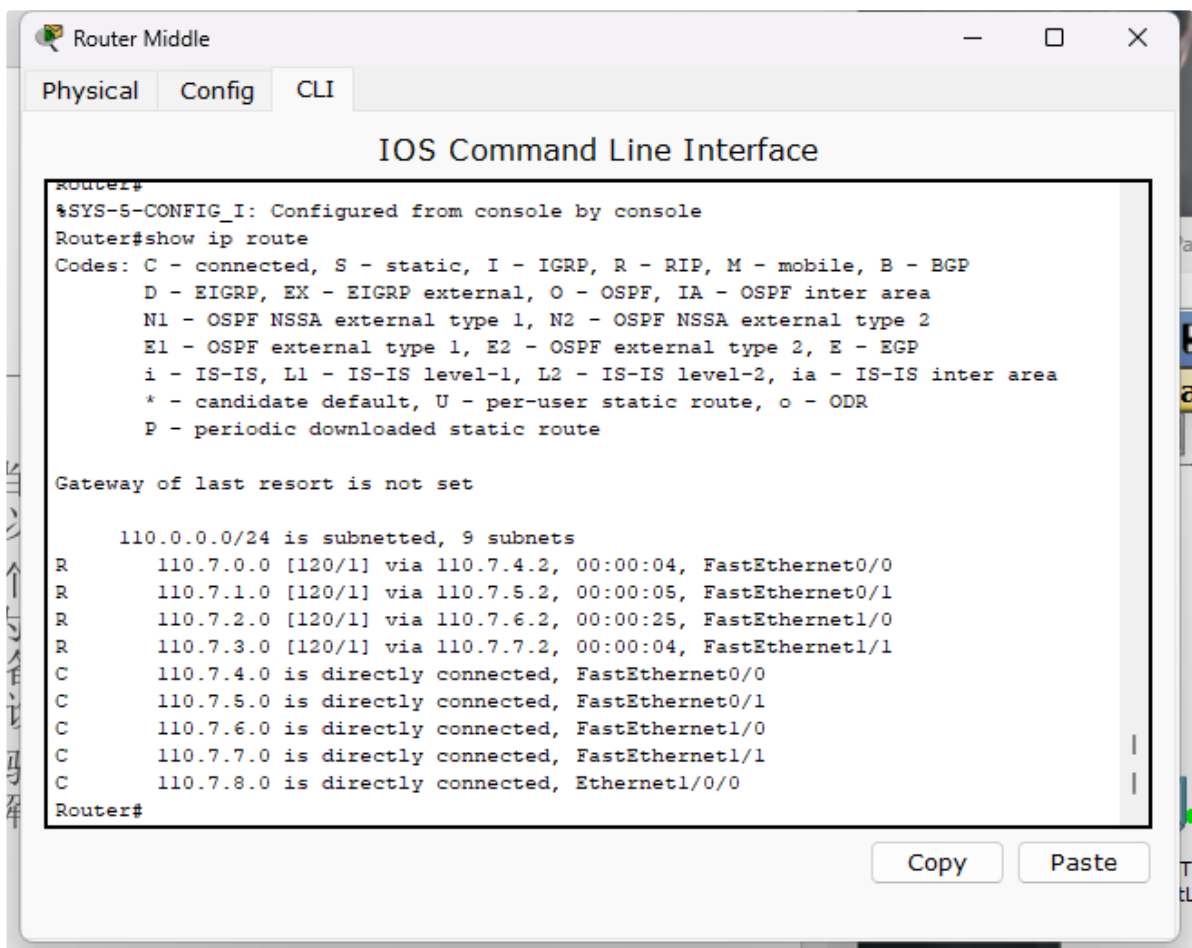 Router Middle
Physical Config CLI
IOS Command Line Interface
Router#
%SYS-5-CONFIG_I: Configured from console by console
Router#show ip route
Codes: C - connected, S - static, I - IGRP, R - RIP, M - mobile, B - BGP
D - EIGRP, EX - EIGRP external, O - OSPF, IA - OSPF inter area
N1 - OSPF NSSA external type 1, N2 - OSPF NSSA external type 2
E1 - OSPF external type 1, E2 - OSPF external type 2, E - EGP
i - IS-IS, L1 - IS-IS level-1, L2 - IS-IS level-2, ia - IS-IS inter area
* - candidate default, U - per-user static route, o - ODR
P - periodic downloaded static route
Gateway of last resort is not set
110.0.0.0/24 is subnetted, 9 subnets
R 110.7.0.0 [120/1] via 110.7.4.2, 00:00:04, FastEthernet0/0
R 110.7.1.0 [120/1] via 110.7.5.2, 00:00:05, FastEthernet0/1
R 110.7.2.0 [120/1] via 110.7.6.2, 00:00:25, FastEthernet1/0
R 110.7.3.0 [120/1] via 110.7.7.2, 00:00:04, FastEthernet1/1
C 110.7.4.0 is directly connected, FastEthernet0/0
C 110.7.5.0 is directly connected, FastEthernet0/1
C 110.7.6.0 is directly connected, FastEthernet1/0
C 110.7.7.0 is directly connected, FastEthernet1/1
C 110.7.8.0 is directly connected, Ethernet1/0/0
Router#
Copy Paste